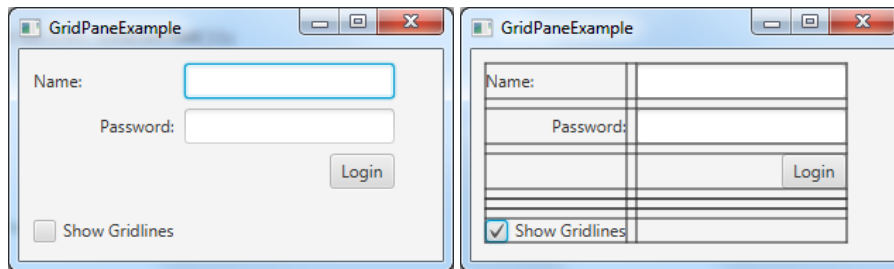 GridPaneExample
Name:
Password:
Login
Show Gridlines
GridPaneExample
Name:
Password:
Login
Show Gridlines